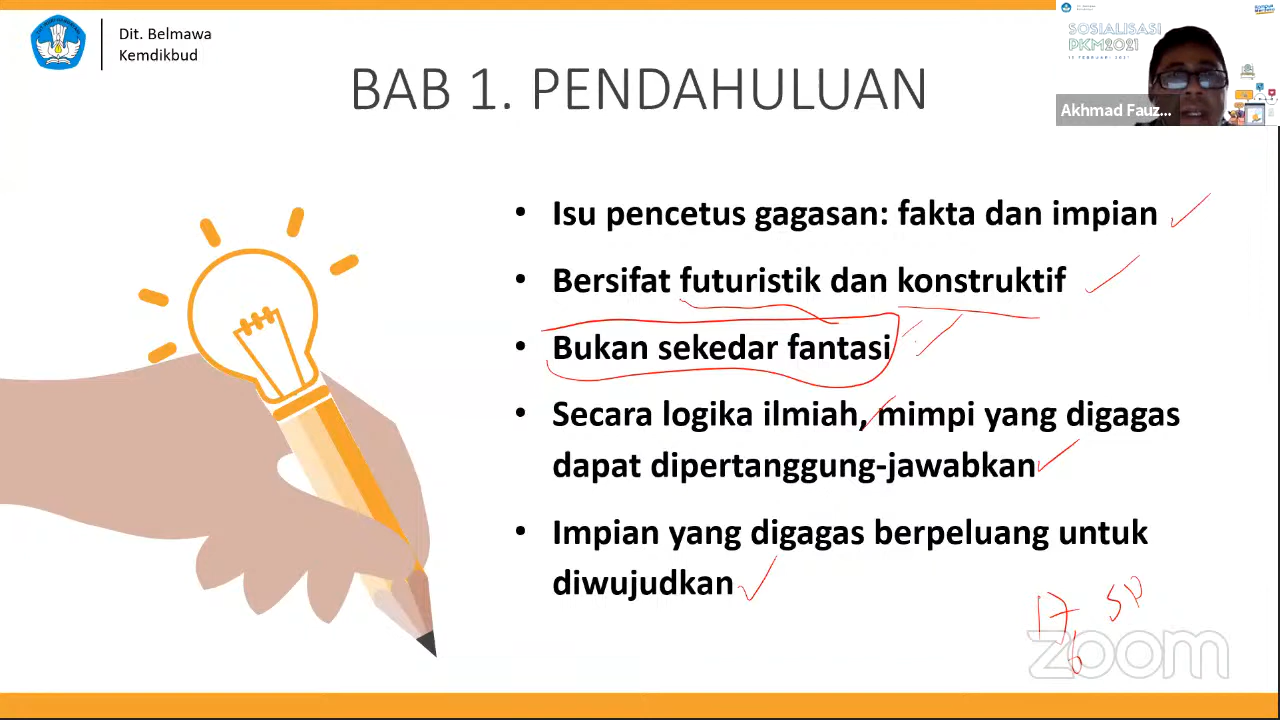 Dit. Belmawa
Kemdikbud
SOSIALISASI
PKM2021
Akhmad Fauz...
BAB 1. PENDAHULUAN
• Isu pencetus gagasan: fakta dan impian
• Bersifat futuristik dan konstruktif
• Bukan sekedar fantasi
• Secara logika ilmiah, mimpi yang digagas
dapat dipertanggung-jawabkan
• Impian yang digagas berpeluang untuk
diwujudkan
17
zoom